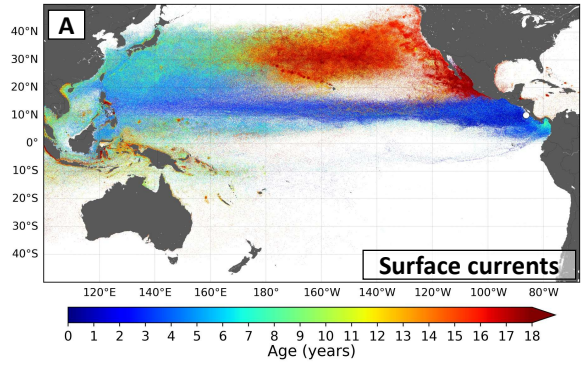 A
40°N
30°N
20°N
10°N
0°
10°S
20°S
30°S
40°S
Surface currents
120°E 140°E 160°E 180° 160°W 140°W 120°W 100°W 80°W
0 1 2 3 4 5 6 7 8 9 10 11 12 13 14 15 16 17 18
Age (years)